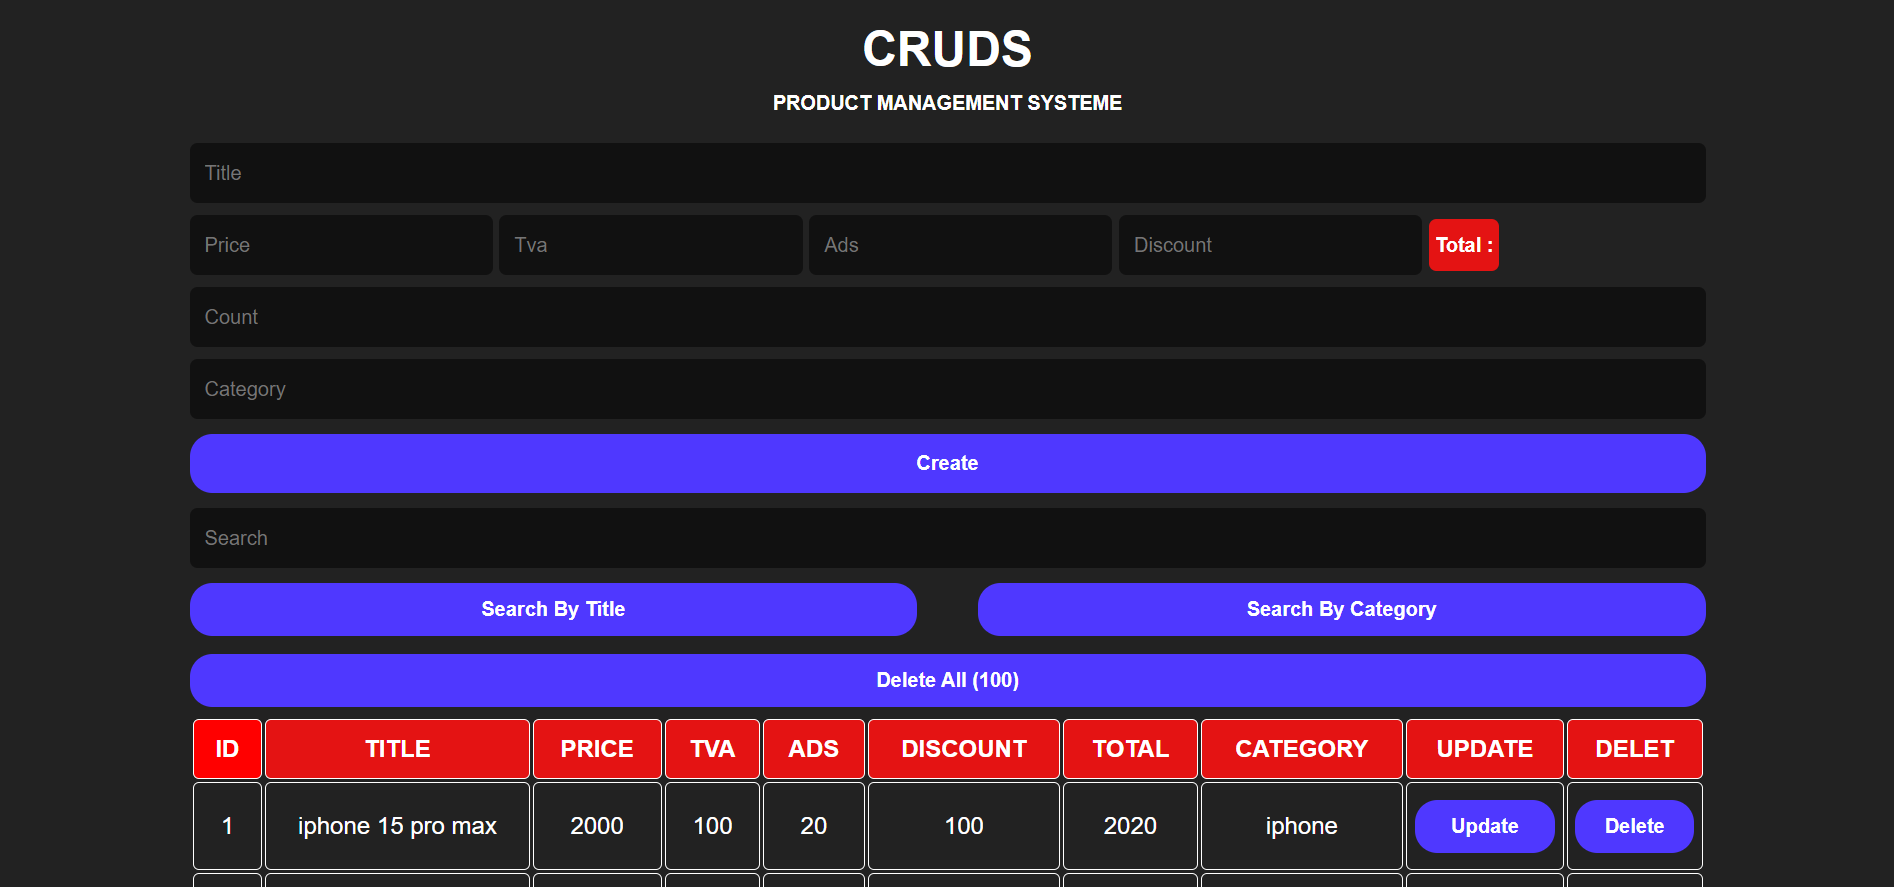 CRUDS
PRODUCT MANAGEMENT SYSTEME
Title
Price Tva Ads Discount Total :
Count
Category
Create
Search
Search By Title Search By Category
Delete All (100)
ID TITLE PRICE TVA ADS DISCOUNT TOTAL CATEGORY UPDATE DELET
1 iphone 15 pro max 2000 100 20 100 2020 iphone Update Delete